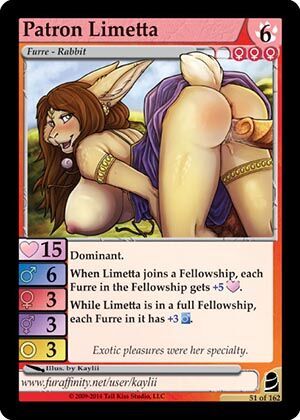 Patron Limetta
6
Furre - Rabbit
15
Dominant.
6
When Limetta joins a Fellowship, each
Furre in the Fellowship gets +5 .
3
While Limetta is in a full Fellowship,
each Furre in it has +3 .
3
3
Exotic pleasures were her specialty.
Illus. by Kaylii
www.furaffinity.net/user/kaylii
© 2009-2014 Tail Kiss Studio, LLC
51 of 162